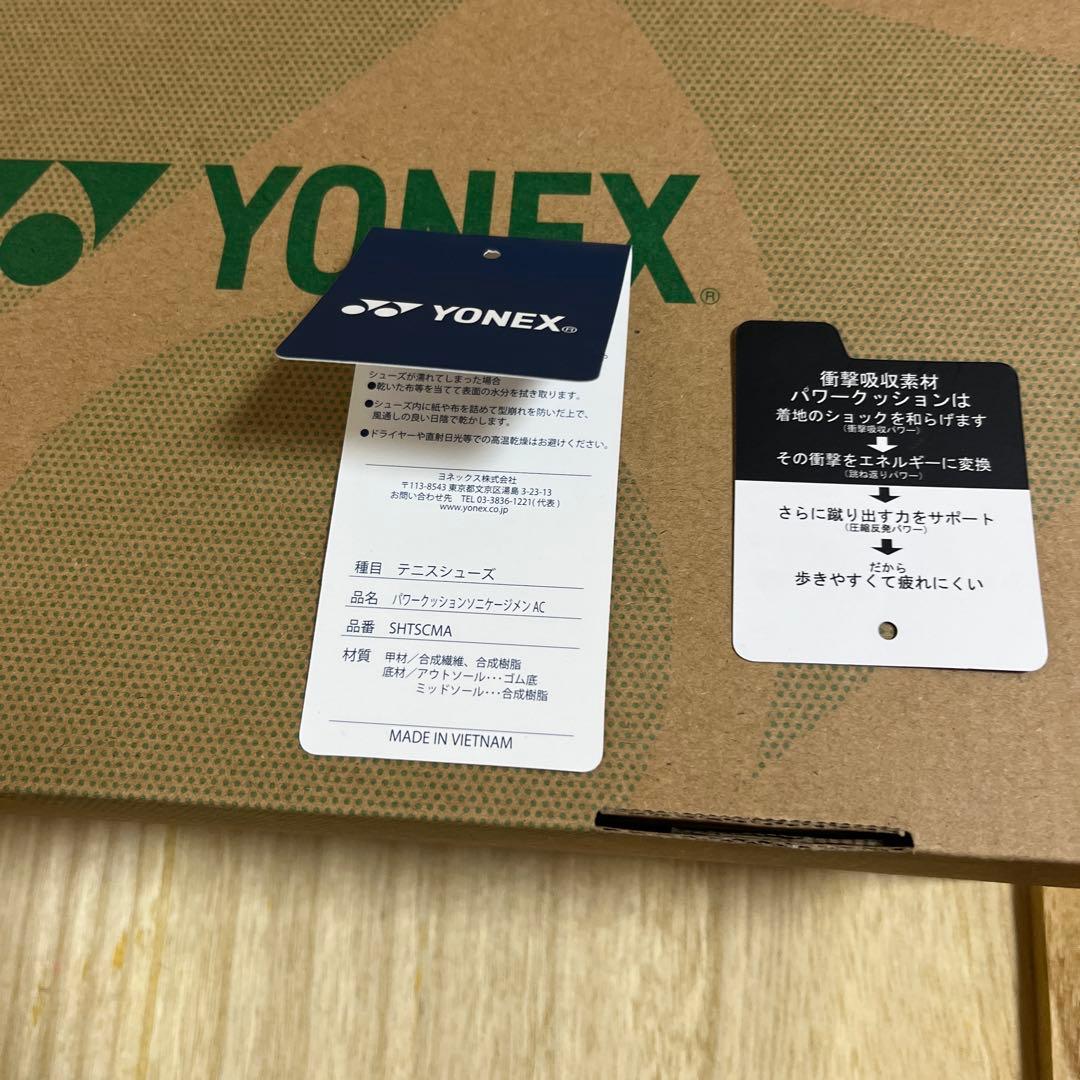 YONEX®
YONEX®
シューズが濡れてしまった場合
●乾いた布等を当てて表面の水分を拭き取ります。
●シューズ内に紙や布を詰めて型崩れを防いだ上で、
風通しの良い日陰で乾かします。
●ドライヤーや直射日光等での高温乾燥はお避けください。
ヨネックス株式会社
〒113-8543 東京都文京区湯島 3-23-13
お問い合わせ先 TEL 03-3836-1221(代表)
www.yonex.co.jp
種目 テニスシューズ
品名 パワークッションソニケージメン AC
品番 SHTSCMA
材質 甲材/合成繊維、合成樹脂
底材/アウトソール･･･ゴム底
ミッドソール･･･合成樹脂
MADE IN VIETNAM
衝撃吸収素材
パワークッションは
着地のショックを和らげます
(衝撃吸収パワー)
その衝撃をエネルギーに変換
(跳ね返りパワー)
さらに蹴り出す力をサポート
(圧縮反発パワー)
だから
歩きやすくて疲れにくい